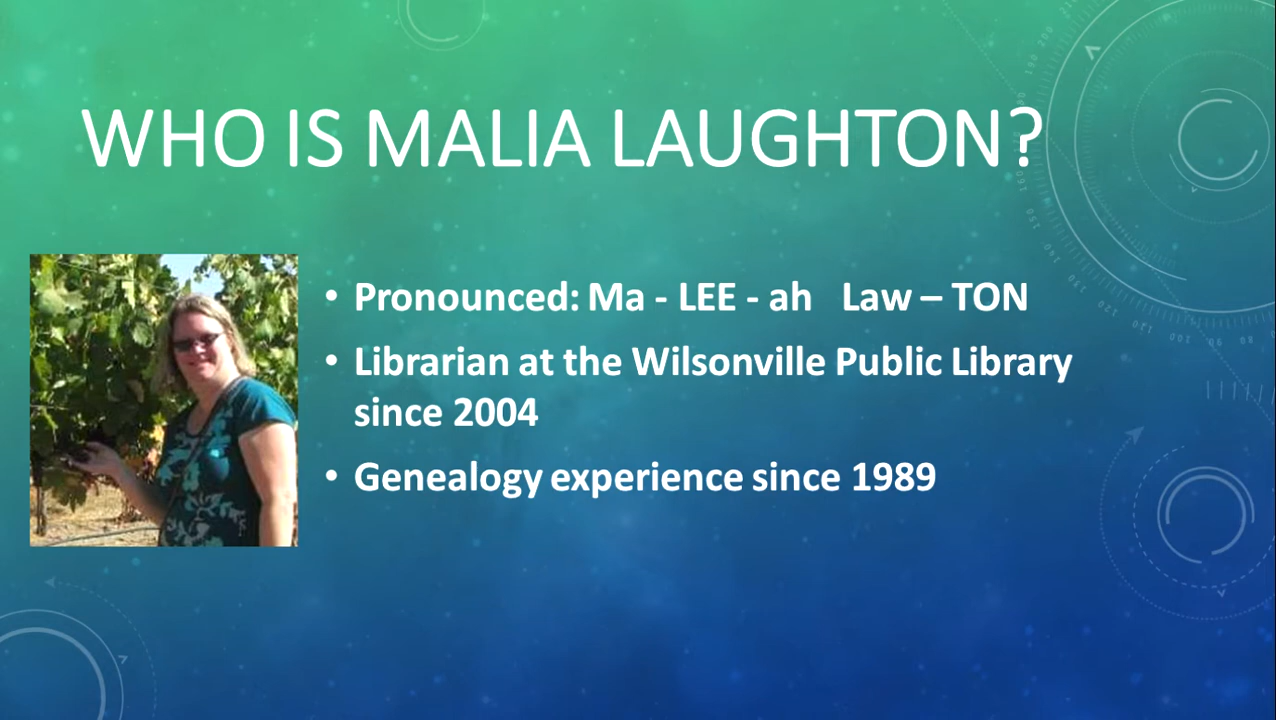 WHO IS MALIA LAUGHTON?
• Pronounced: Ma - LEE - ah Law – TON
• Librarian at the Wilsonville Public Library
since 2004
• Genealogy experience since 1989